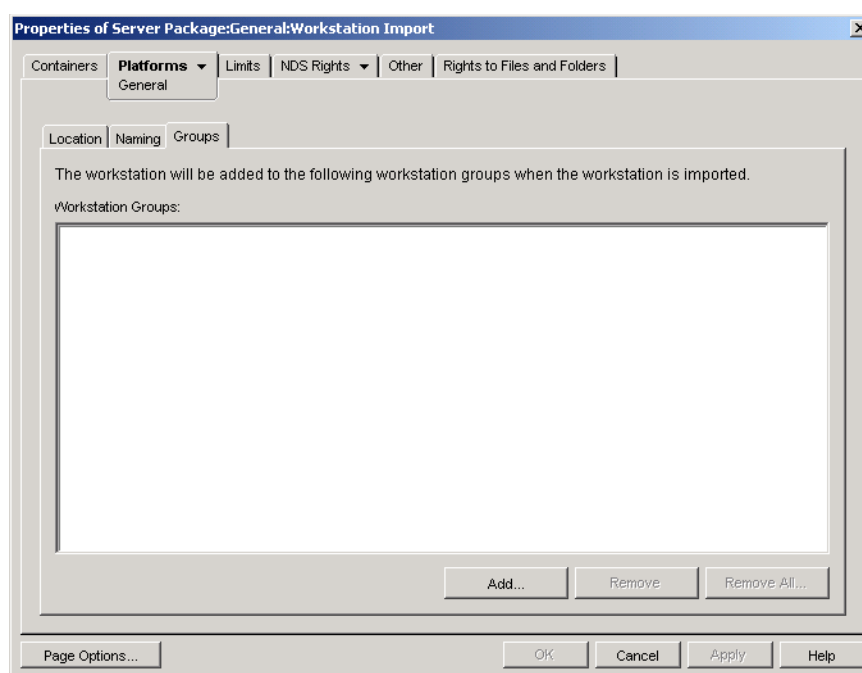 Properties of Server Package:General:Workstation Import
Containers Platforms Limits NDS Rights Other Rights to Files and Folders
General
Location Naming Groups
The workstation will be added to the following workstation groups when the workstation is imported.
Workstation Groups:
Add... Remove Remove All...
Page Options... OK Cancel Apply Help